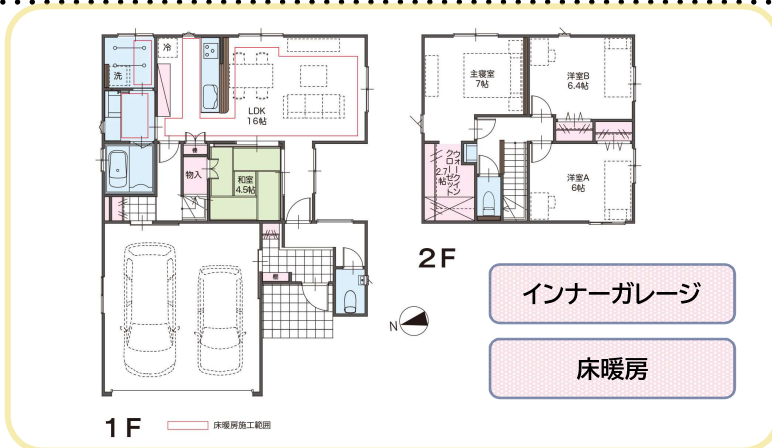 冷
洗
LDK
16帖
棚
物入
和室
4.5帖
棚
1F
床暖房施工範囲
主寝室
7帖
洋室B
6.4帖
ウォークイン
クローゼット
2.7帖
洋室A
6帖
2F
N
インナーガレージ
床暖房